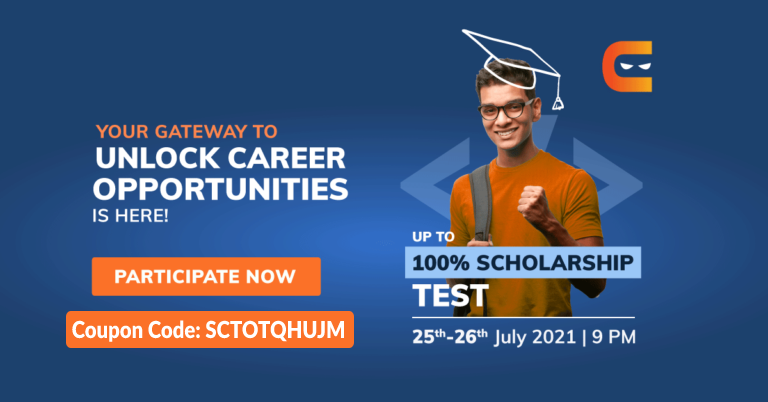 YOUR GATEWAY TO
UNLOCK CAREER
OPPORTUNITIES
IS HERE!
PARTICIPATE NOW
Coupon Code: SCTOTQHUJM
UP TO
100% SCHOLARSHIP
TEST
25th-26th July 2021 | 9 PM